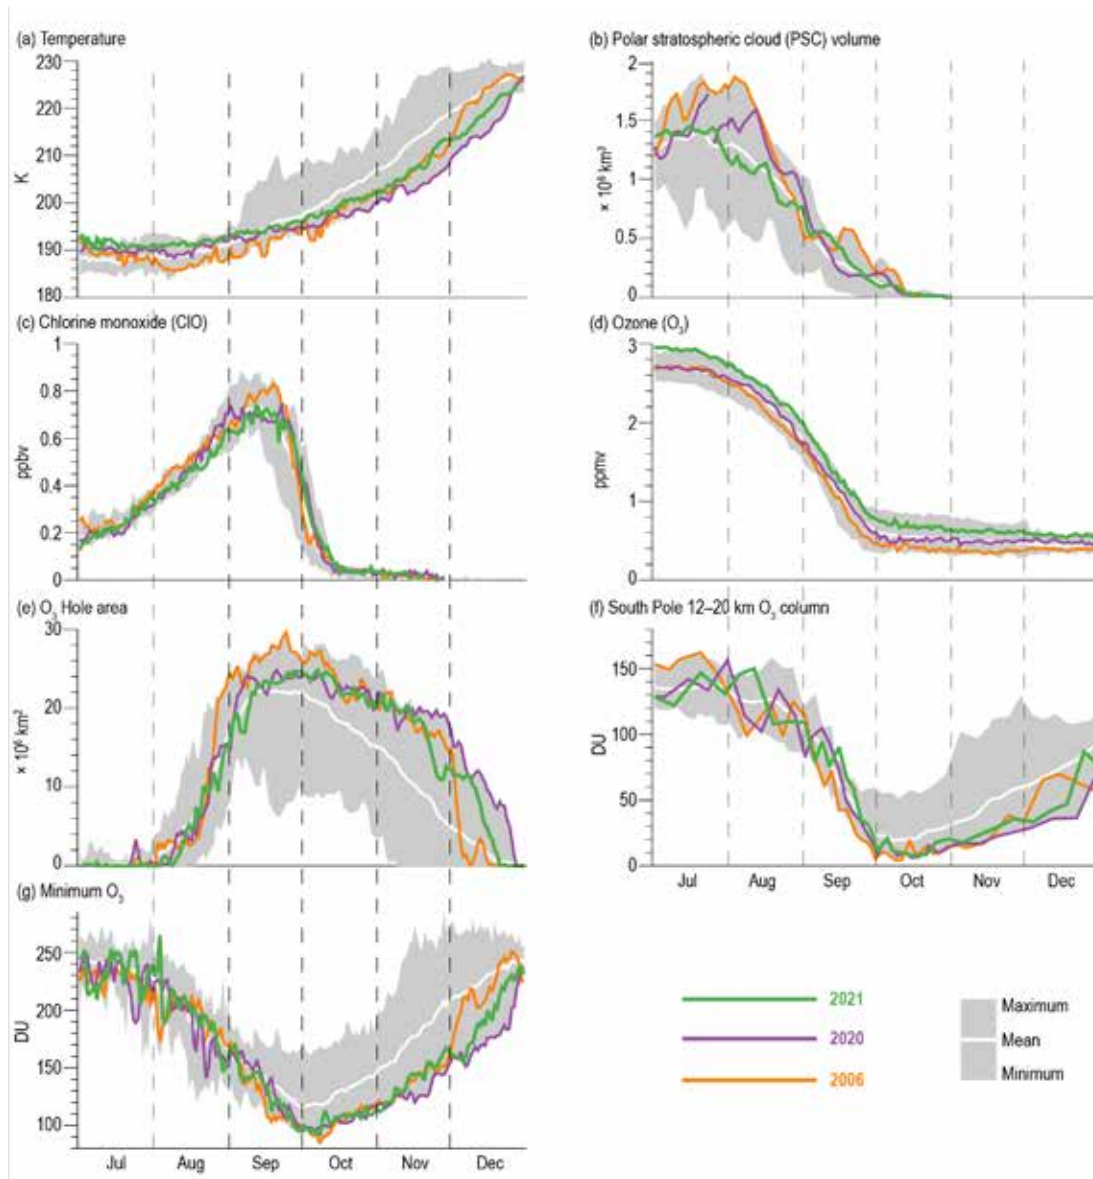 (a) Temperature
230
220
210
200
190
180
K
(b) Polar stratospheric cloud (PSC) volume
2
1.5
1
0.5
0
× 10⁶ km³
(c) Chlorine monoxide (ClO)
1
0.8
0.6
0.4
0.2
0
ppbv
(d) Ozone (O₃)
3
2
1
0
ppmv
(e) O₃ Hole area
30
20
10
0
× 10⁶ km²
(f) South Pole 12–20 km O₃ column
150
100
50
0
DU
Jul Aug Sep Oct Nov Dec
(g) Minimum O₃
250
200
150
100
DU
Jul Aug Sep Oct Nov Dec
2021
2020
2006
Maximum
Mean
Minimum